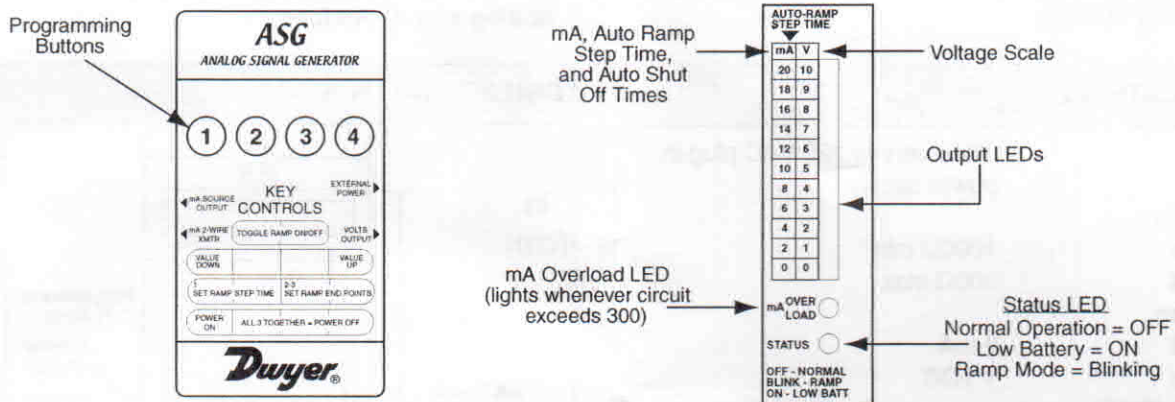 Programming
Buttons
ASG
ANALOG SIGNAL GENERATOR
1 2 3 4
mA SOURCE
OUTPUT
KEY
CONTROLS
EXTERNAL
POWER
mA 2-WIRE
XMTR
TOGGLE RAMP ON/OFF
VOLTS
OUTPUT
VALUE
DOWN
VALUE
UP
1
SET RAMP STEP TIME
2-3
SET RAMP END POINTS
POWER
ON
ALL 3 TOGETHER = POWER OFF
Dwyer®
mA, Auto Ramp
Step Time,
and Auto Shut
Off Times
AUTO-RAMP
STEP TIME
mA V
20 10
18 9
16 8
14 7
12 6
10 5
8 4
6 3
4 2
2 1
0 0
Voltage Scale
Output LEDs
mA Overload LED
(lights whenever circuit
exceeds 300)
mA OVER
LOAD
STATUS
OFF - NORMAL
BLINK - RAMP
ON - LOW BATT
Status LED
Normal Operation = OFF
Low Battery = ON
Ramp Mode = Blinking